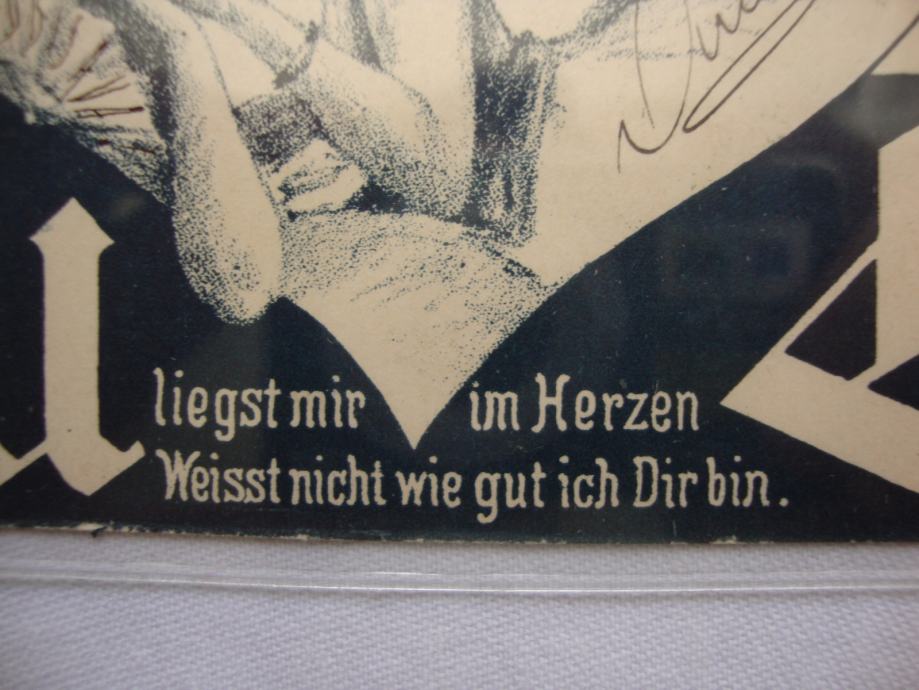 liegst mir im Herzen
Weisst nicht wie gut ich Dir bin.